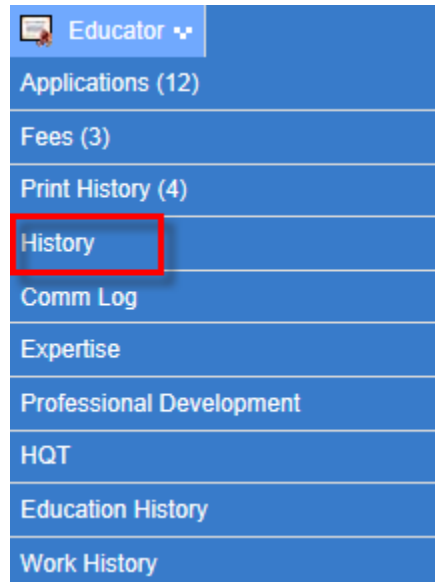 Educator
Applications (12)
Fees (3)
Print History (4)
History
Comm Log
Expertise
Professional Development
HQT
Education History
Work History